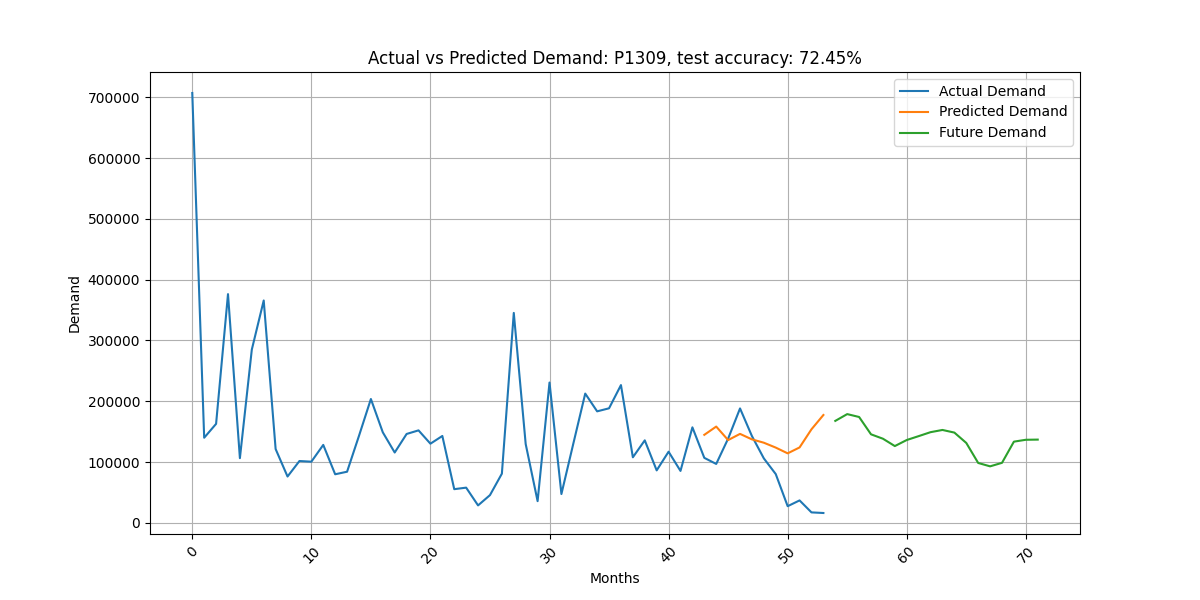 Actual vs Predicted Demand: P1309, test accuracy: 72.45%
Actual Demand
Predicted Demand
Future Demand
700000
600000
500000
400000
300000
200000
100000
0
Demand
0
10
20
30
40
50
60
70
Months